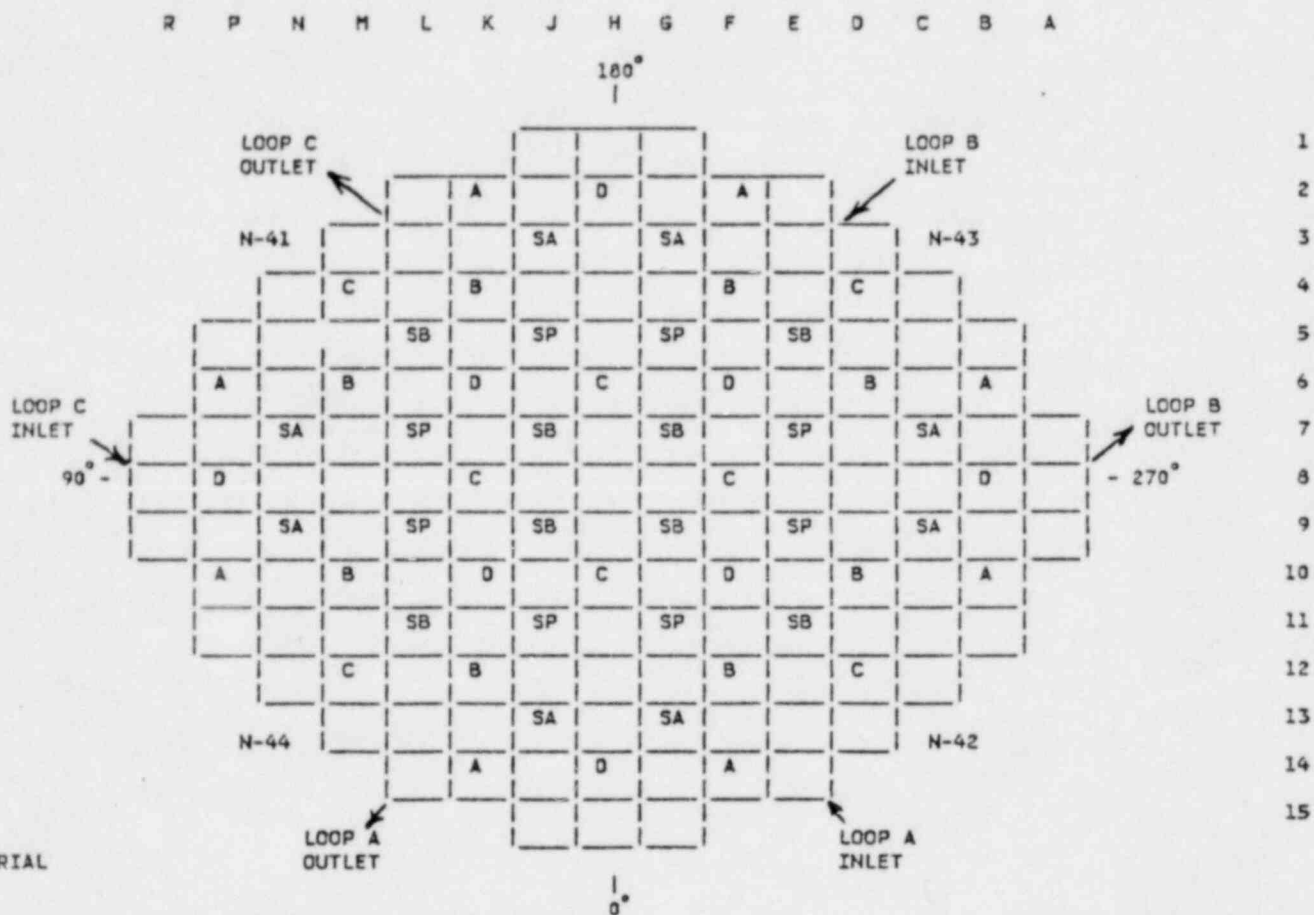 R P N M L K J H G F E D C B A
180°
LOOP C OUTLET LOOP B INLET 1
A D A 2
N-41 SA SA N-43 3
C B B C 4
SB SP SP SB 5
A B D C D B A 6
LOOP C INLET SA SP SB SB SP SA LOOP B OUTLET 7
90° - D C C D - 270° 8
SA SP SB SB SP SA 9
A B D C D B A 10
SB SP SP SB 11
C B B C 12
SA SA 13
N-44 N-42
A D A 14
15
LOOP A OUTLET LOOP A INLET
RIAL
0°